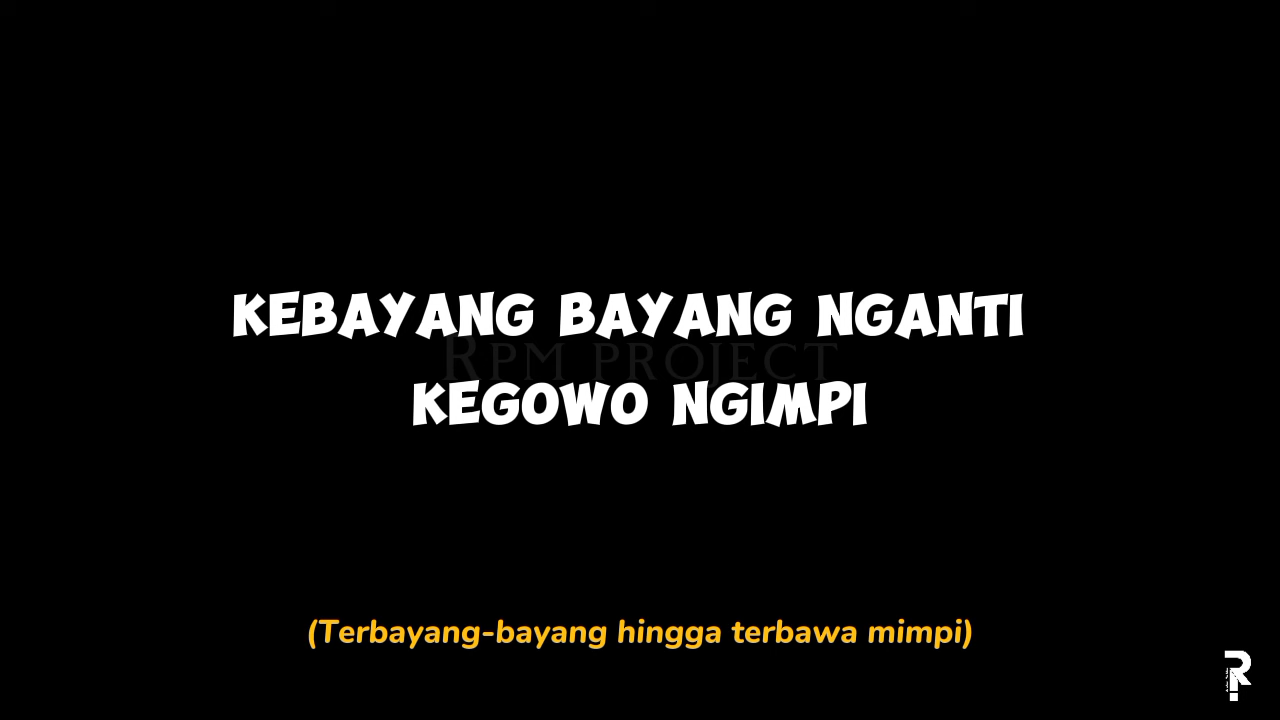 KEBAYANG BAYANG NGANTI
RPM PROJECT
KEGOWO NGIMPI
(Terbayang-bayang hingga terbawa mimpi)